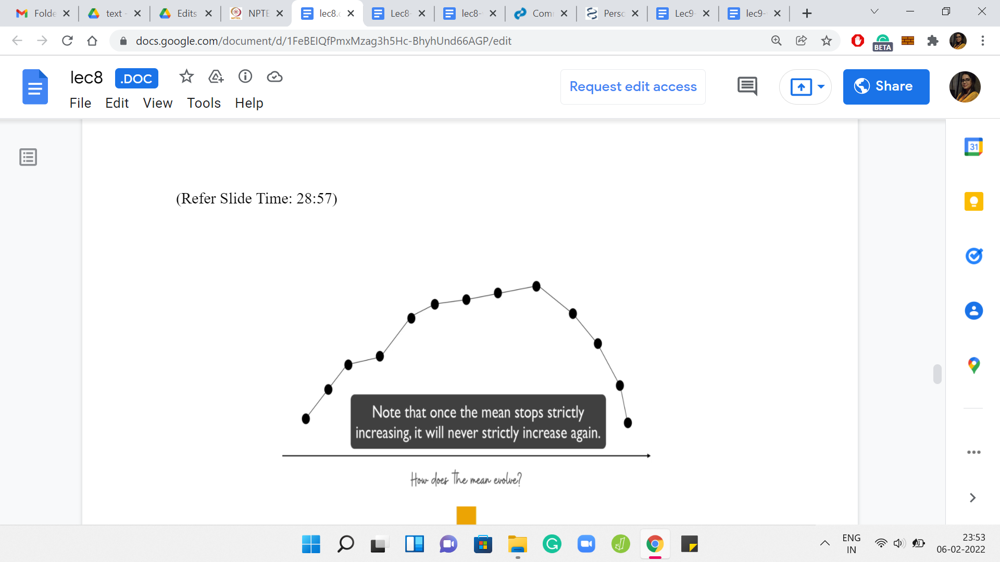 Folde
text -
Edits
NPTE
lec8.
Lec8-
lec8-
Com
Perso
Lec9-
lec9-
docs.google.com/document/d/1FeBEIQfPmxMzag3h5Hc-BhyhUnd66AGP/edit
BETA
lec8 .DOC
File Edit View Tools Help
Request edit access
Share
31
(Refer Slide Time: 28:57)
Note that once the mean stops strictly
increasing, it will never strictly increase again.
How does the mean evolve?
ENG
IN
23:53
06-02-2022